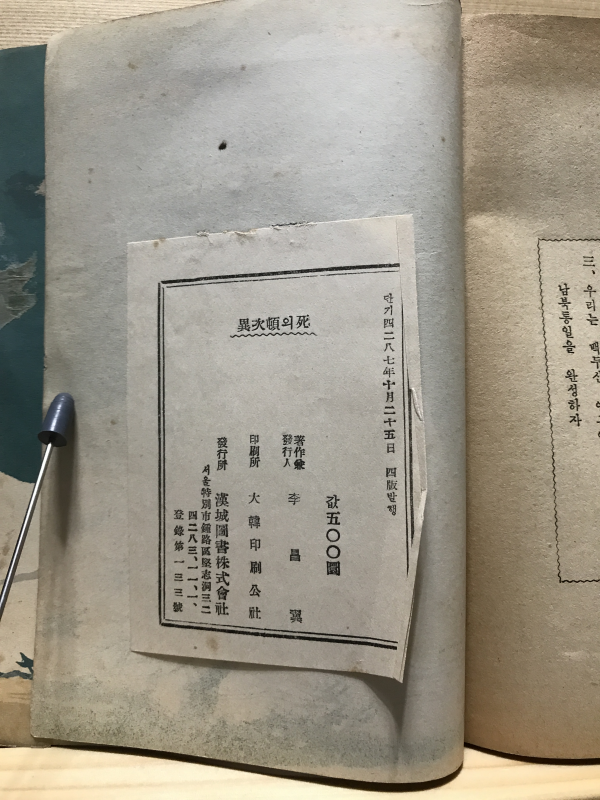 三、우리는 백두산
남북통일을 완성하자
異次頓의死
단기四二八七年十月二十五日 四版발행
값五〇〇圜
著作兼發行人 李昌翼
印刷所 大韓印刷公社
發行所 漢城圖書株式會社
서울特別市鐘路區堅志洞三二
四二八三、一一、一、
登錄第一三三號